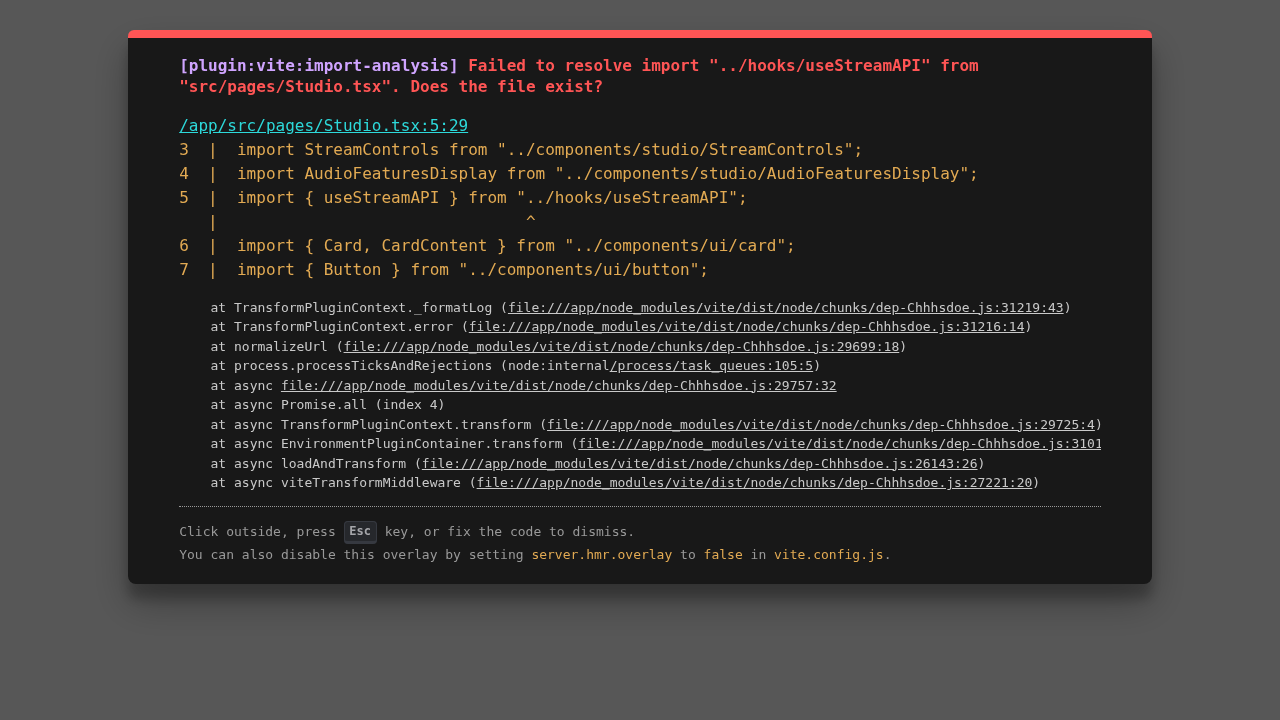 [plugin:vite:import-analysis] Failed to resolve import "../hooks/useStreamAPI" from
"src/pages/Studio.tsx". Does the file exist?
/app/src/pages/Studio.tsx:5:29
3  |  import StreamControls from "../components/studio/StreamControls";
4  |  import AudioFeaturesDisplay from "../components/studio/AudioFeaturesDisplay";
5  |  import { useStreamAPI } from "../hooks/useStreamAPI";
   |                                ^
6  |  import { Card, CardContent } from "../components/ui/card";
7  |  import { Button } from "../components/ui/button";
at TransformPluginContext._formatLog (file:///app/node_modules/vite/dist/node/chunks/dep-Chhhsdoe.js:31219:43)
at TransformPluginContext.error (file:///app/node_modules/vite/dist/node/chunks/dep-Chhhsdoe.js:31216:14)
at normalizeUrl (file:///app/node_modules/vite/dist/node/chunks/dep-Chhhsdoe.js:29699:18)
at process.processTicksAndRejections (node:internal/process/task_queues:105:5)
at async file:///app/node_modules/vite/dist/node/chunks/dep-Chhhsdoe.js:29757:32
at async Promise.all (index 4)
at async TransformPluginContext.transform (file:///app/node_modules/vite/dist/node/chunks/dep-Chhhsdoe.js:29725:4)
at async EnvironmentPluginContainer.transform (file:///app/node_modules/vite/dist/node/chunks/dep-Chhhsdoe.js:3101
at async loadAndTransform (file:///app/node_modules/vite/dist/node/chunks/dep-Chhhsdoe.js:26143:26)
at async viteTransformMiddleware (file:///app/node_modules/vite/dist/node/chunks/dep-Chhhsdoe.js:27221:20)
Click outside, press Esc key, or fix the code to dismiss.
You can also disable this overlay by setting server.hmr.overlay to false in vite.config.js.